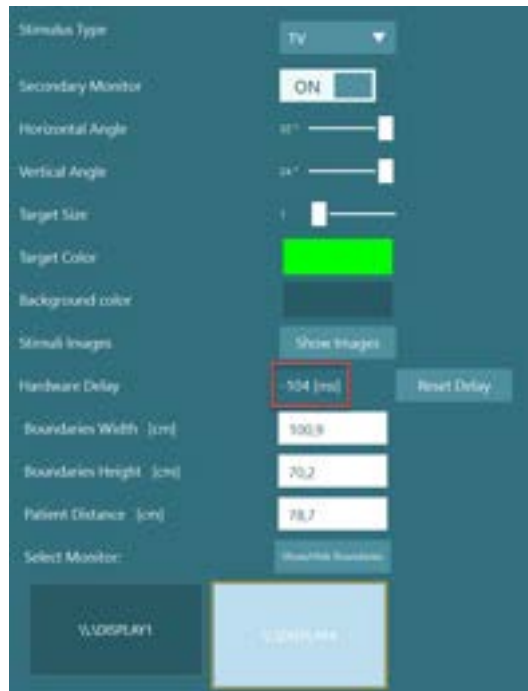 Stimulus Type TV
Secondary Monitor ON
Horizontal Angle
Vertical Angle
Target Size 1
Target Color
Background color
Stimuli Images Show Images
Hardware Delay -104 [ms] Reset Delay
Boundaries Width [cm] 100,9
Boundaries Height [cm] 70,2
Patient Distance [cm] 78,7
Select Monitor: Show/Hide Boundaries
\\.\DISPLAY1